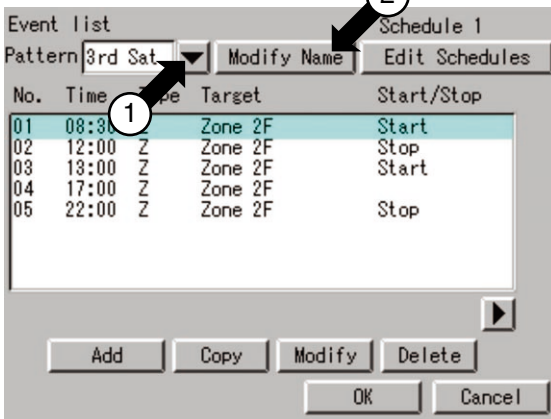 2
Event list Schedule 1
Pattern 3rd Sat Modify Name Edit Schedules
No. Time Target Start/Stop
1
01 08:30 Z Zone 2F Start
02 12:00 Z Zone 2F Stop
03 13:00 Z Zone 2F Start
04 17:00 Z Zone 2F
05 22:00 Z Zone 2F Stop
Add Copy Modify Delete
OK Cancel